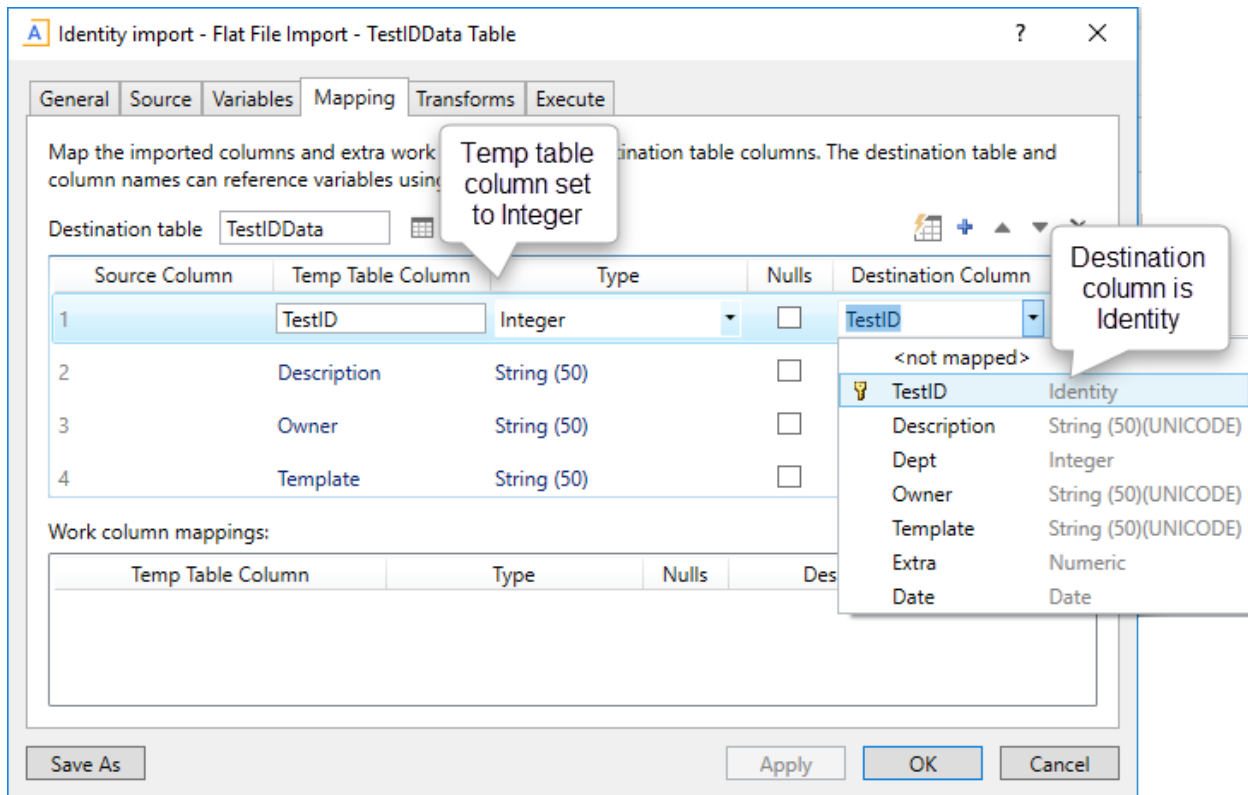 A Identity import - Flat File Import - TestIDData Table ?
General Source Variables Mapping Transforms Execute
Map the imported columns and extra work tination table columns. The destination table and
column names can reference variables using
Temp table
column set
to Integer
Destination table TestIDData
Destination
column is
Identity
Source Column Temp Table Column Type Nulls Destination Column
1 TestID Integer TestID
2 Description String (50)
3 Owner String (50)
4 Template String (50)
<not mapped>
TestID Identity
Description String (50)(UNICODE)
Dept Integer
Owner String (50)(UNICODE)
Template String (50)(UNICODE)
Extra Numeric
Date Date
Work column mappings:
Temp Table Column Type Nulls Des
Save As Apply OK Cancel